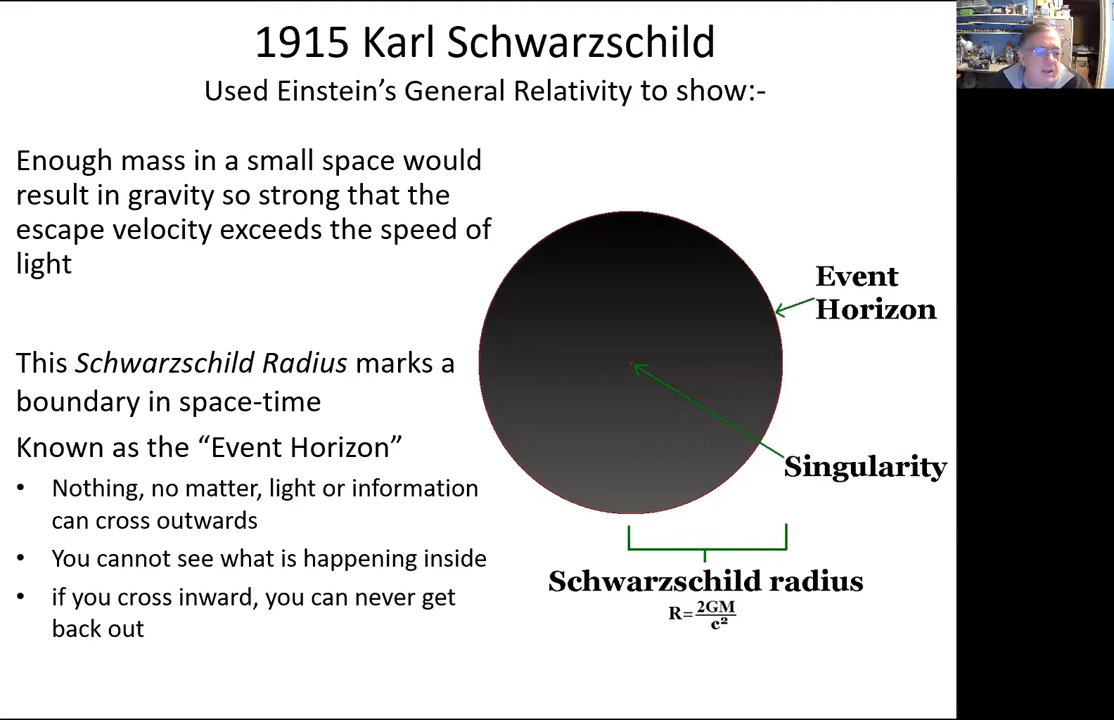 1915 Karl Schwarzschild
Used Einstein’s General Relativity to show:-
Enough mass in a small space would
result in gravity so strong that the
escape velocity exceeds the speed of
light
This Schwarzschild Radius marks a
boundary in space-time
Known as the “Event Horizon”
• Nothing, no matter, light or information
can cross outwards
• You cannot see what is happening inside
• if you cross inward, you can never get
back out
Event
Horizon
Singularity
Schwarzschild radius
R=2GM/c²